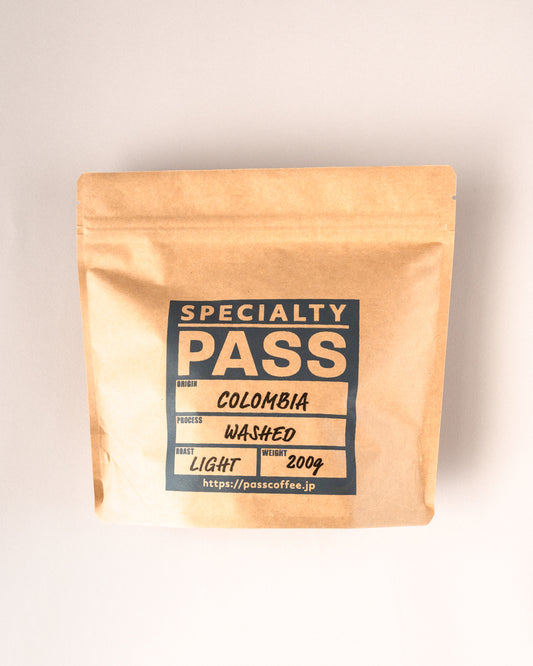 SPECIALTY
PASS
ORIGIN
COLOMBIA
PROCESS
WASHED
ROAST
LIGHT
WEIGHT
200g
https://passcoffee.jp